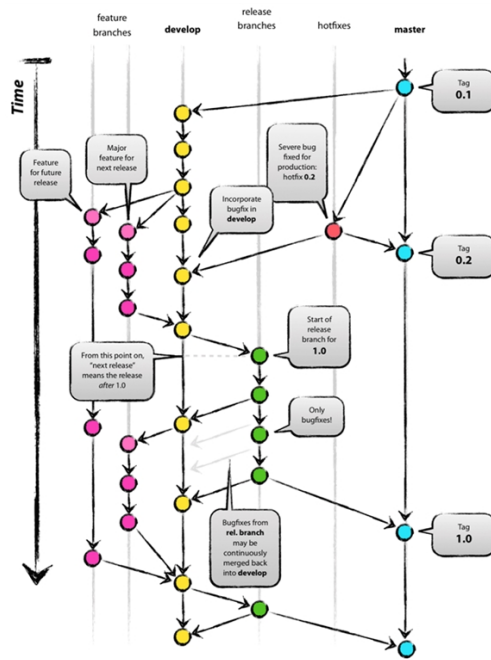 feature
branches
develop
release
branches
hotfixes
master
Time
Tag
0.1
Feature
for future
release
Major
feature for
next release
Severe bug
fixed for
production:
hotfix 0.2
Incorporate
bugfix in
develop
Tag
0.2
Start of
release
branch for
1.0
From this point on,
"next release"
means the release
after 1.0
Only
bugfixes!
Bugfixes from
rel. branch
may be
continuously
merged back
into develop
Tag
1.0